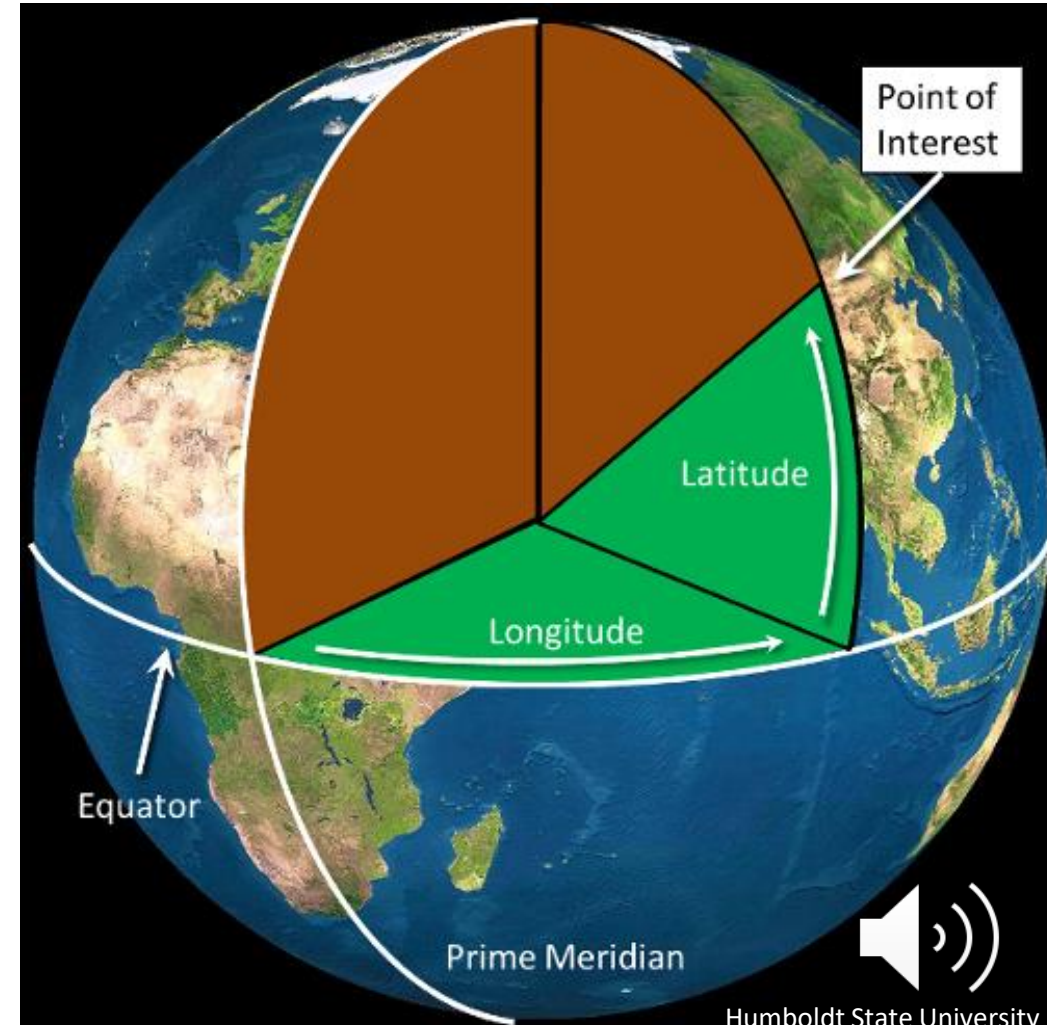 Point of
Interest
Latitude
Longitude
Equator
Prime Meridian
Humboldt State University